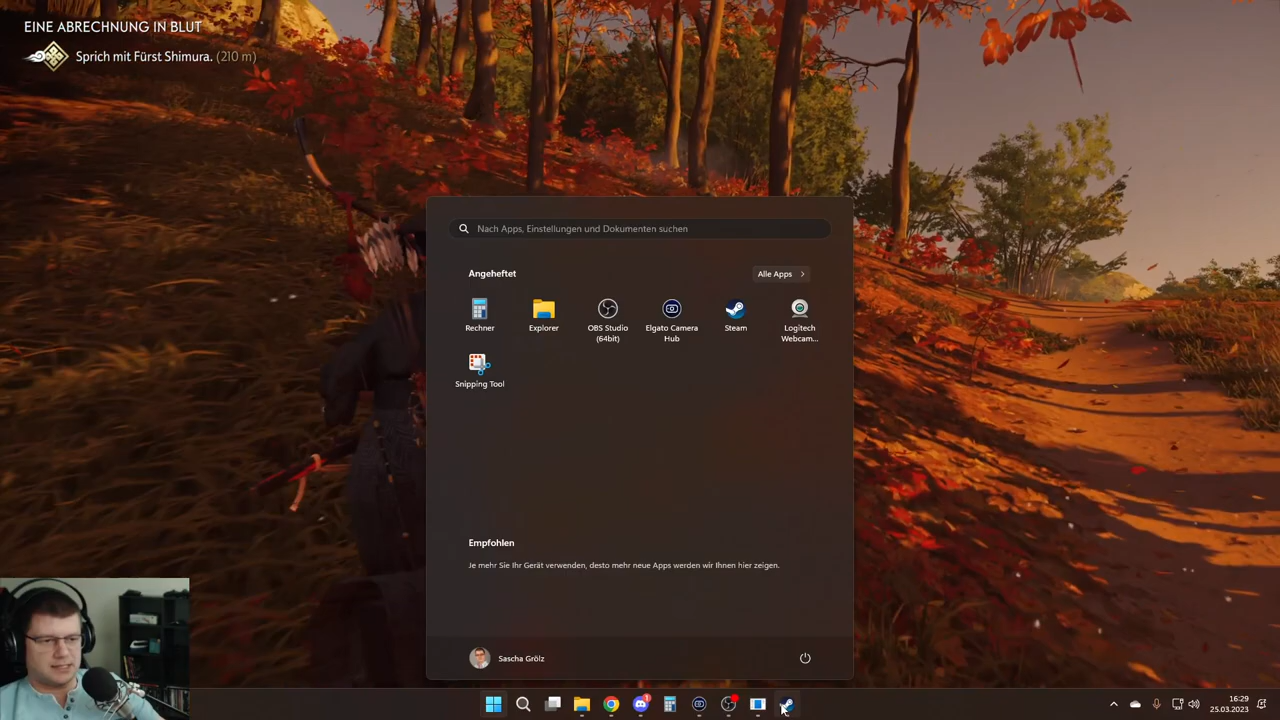 EINE ABRECHNUNG IN BLUT
Sprich mit Fürst Shimura. (210 m)
Nach Apps, Einstellungen und Dokumenten suchen
Angeheftet
Alle Apps
Rechner
Explorer
OBS Studio (64bit)
Elgato Camera Hub
Steam
Logitech Webcam...
Snipping Tool
Empfohlen
Je mehr Sie Ihr Gerät verwenden, desto mehr neue Apps werden wir Ihnen hier zeigen.
Sascha Grölz
1
16:29
25.03.2023